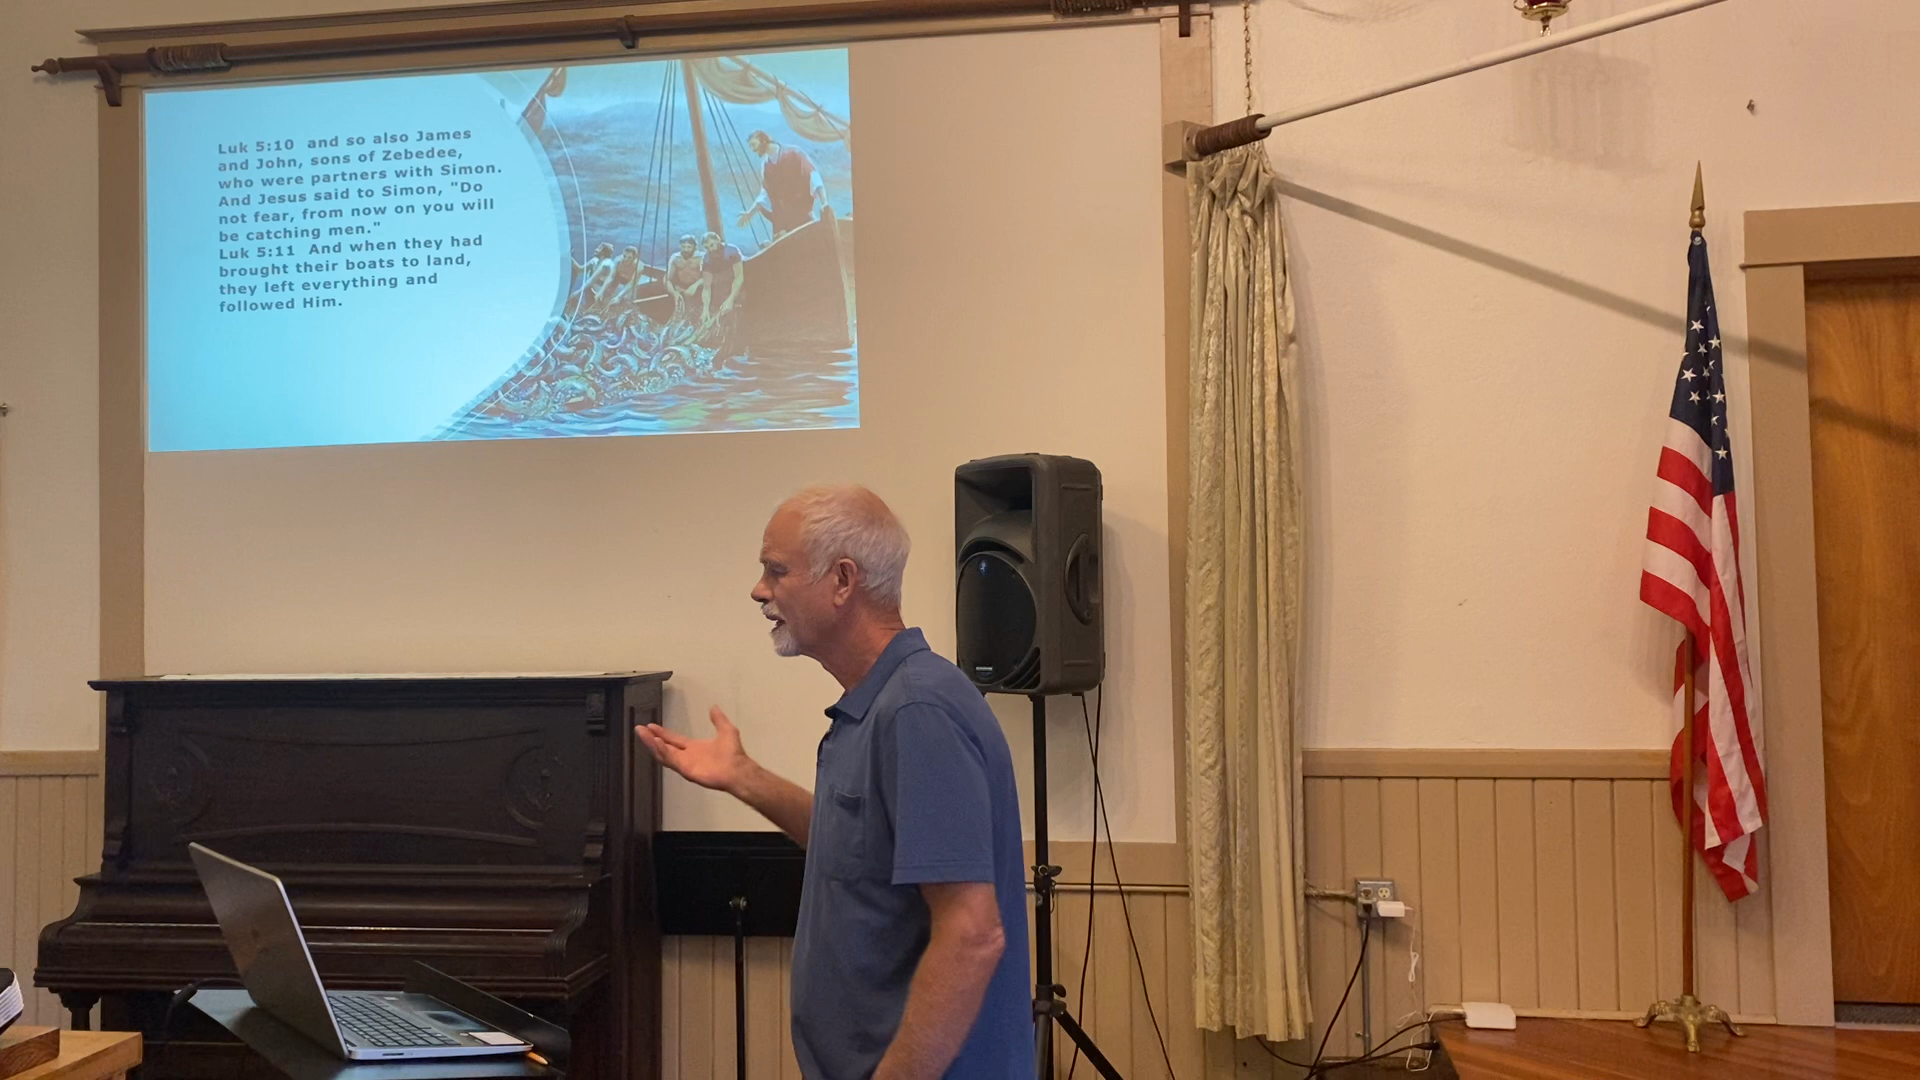 Luk 5:10  and so also James
and John, sons of Zebedee,
who were partners with Simon.
And Jesus said to Simon, "Do
not fear, from now on you will
be catching men."
Luk 5:11  And when they had
brought their boats to land,
they left everything and
followed Him.